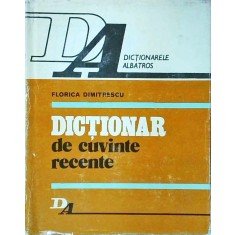 DA
DICȚIONARELE
ALBATROS
FLORICA DIMITRESCU
DICȚIONAR
de cuvinte
recente
DA